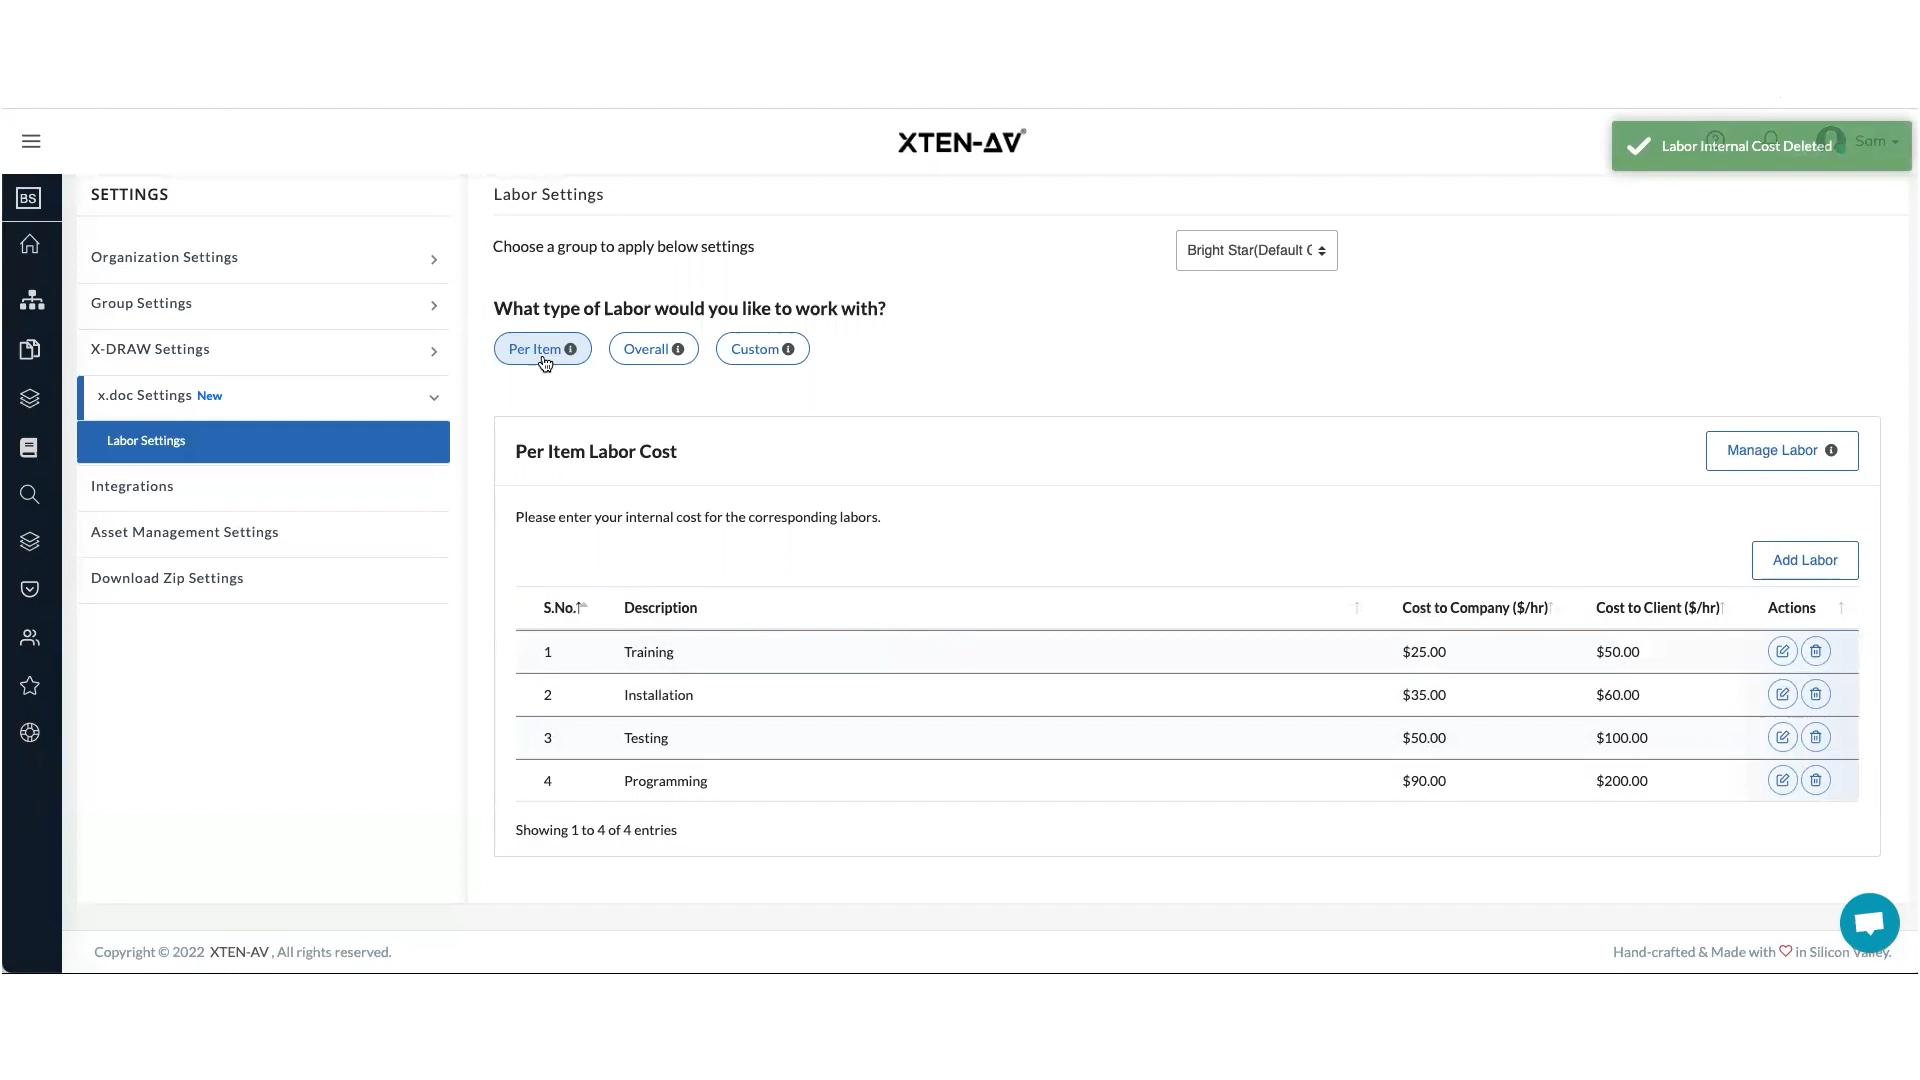 XTEN-AV®
Labor Internal Cost Deleted
Sam
BS
SETTINGS
Organization Settings
Group Settings
X-DRAW Settings
x.doc Settings New
Labor Settings
Integrations
Asset Management Settings
Download Zip Settings
Labor Settings
Choose a group to apply below settings
Bright Star(Default
What type of Labor would you like to work with?
Per Item
Overall
Custom
Per Item Labor Cost
Manage Labor
Please enter your internal cost for the corresponding labors.
Add Labor
S.No. Description Cost to Company ($/hr) Cost to Client ($/hr) Actions
1 Training $25.00 $50.00
2 Installation $35.00 $60.00
3 Testing $50.00 $100.00
4 Programming $90.00 $200.00
Showing 1 to 4 of 4 entries
Copyright © 2022 XTEN-AV , All rights reserved.
Hand-crafted & Made with ♡ in Silicon Valley.